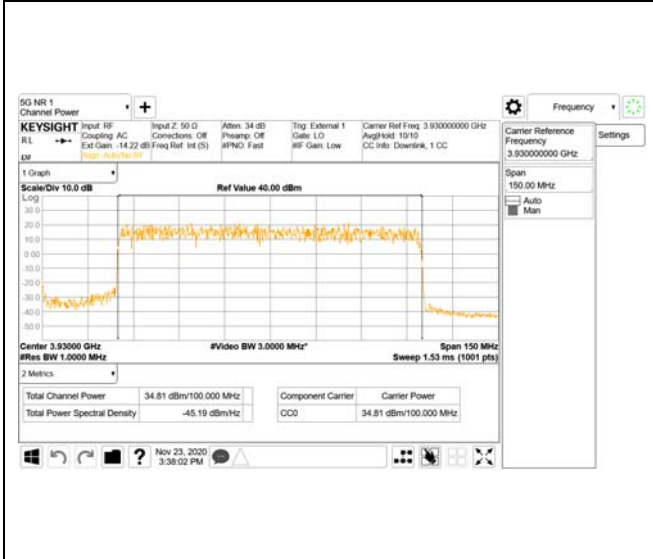 5G NR 1
Channel Power
Frequency
KEYSIGHT
Input: RF
Input Z: 50 Ω
Atten: 34 dB
Trig: External 1
Carrier Ref Freq: 3.930000000 GHz
RL
Coupling: AC
Corrections: Off
Preamp: Off
Gate: LO
Avg|Hold: 10/10
Ext Gain: -14.22 dB
Freq Ref: Int (S)
#PNO: Fast
#IF Gain: Low
CC Info: Downlink, 1 CC
Align: Auto/No RF
Carrier Reference
Frequency
3.930000000 GHz
Settings
Span
150.00 MHz
Auto
Man
1 Graph
Scale/Div 10.0 dB
Ref Value 40.00 dBm
Log
30.0
20.0
10.0
0.00
-10.0
-20.0
-30.0
-40.0
-50.0
Center 3.93000 GHz
#Video BW 3.0000 MHz*
Span 150 MHz
#Res BW 1.0000 MHz
Sweep 1.53 ms (1001 pts)
2 Metrics
Total Channel Power
34.81 dBm/100.000 MHz
Total Power Spectral Density
-45.19 dBm/Hz
Component Carrier
Carrier Power
CC0
34.81 dBm/100.000 MHz
?
Nov 23, 2020
3:38:02 PM